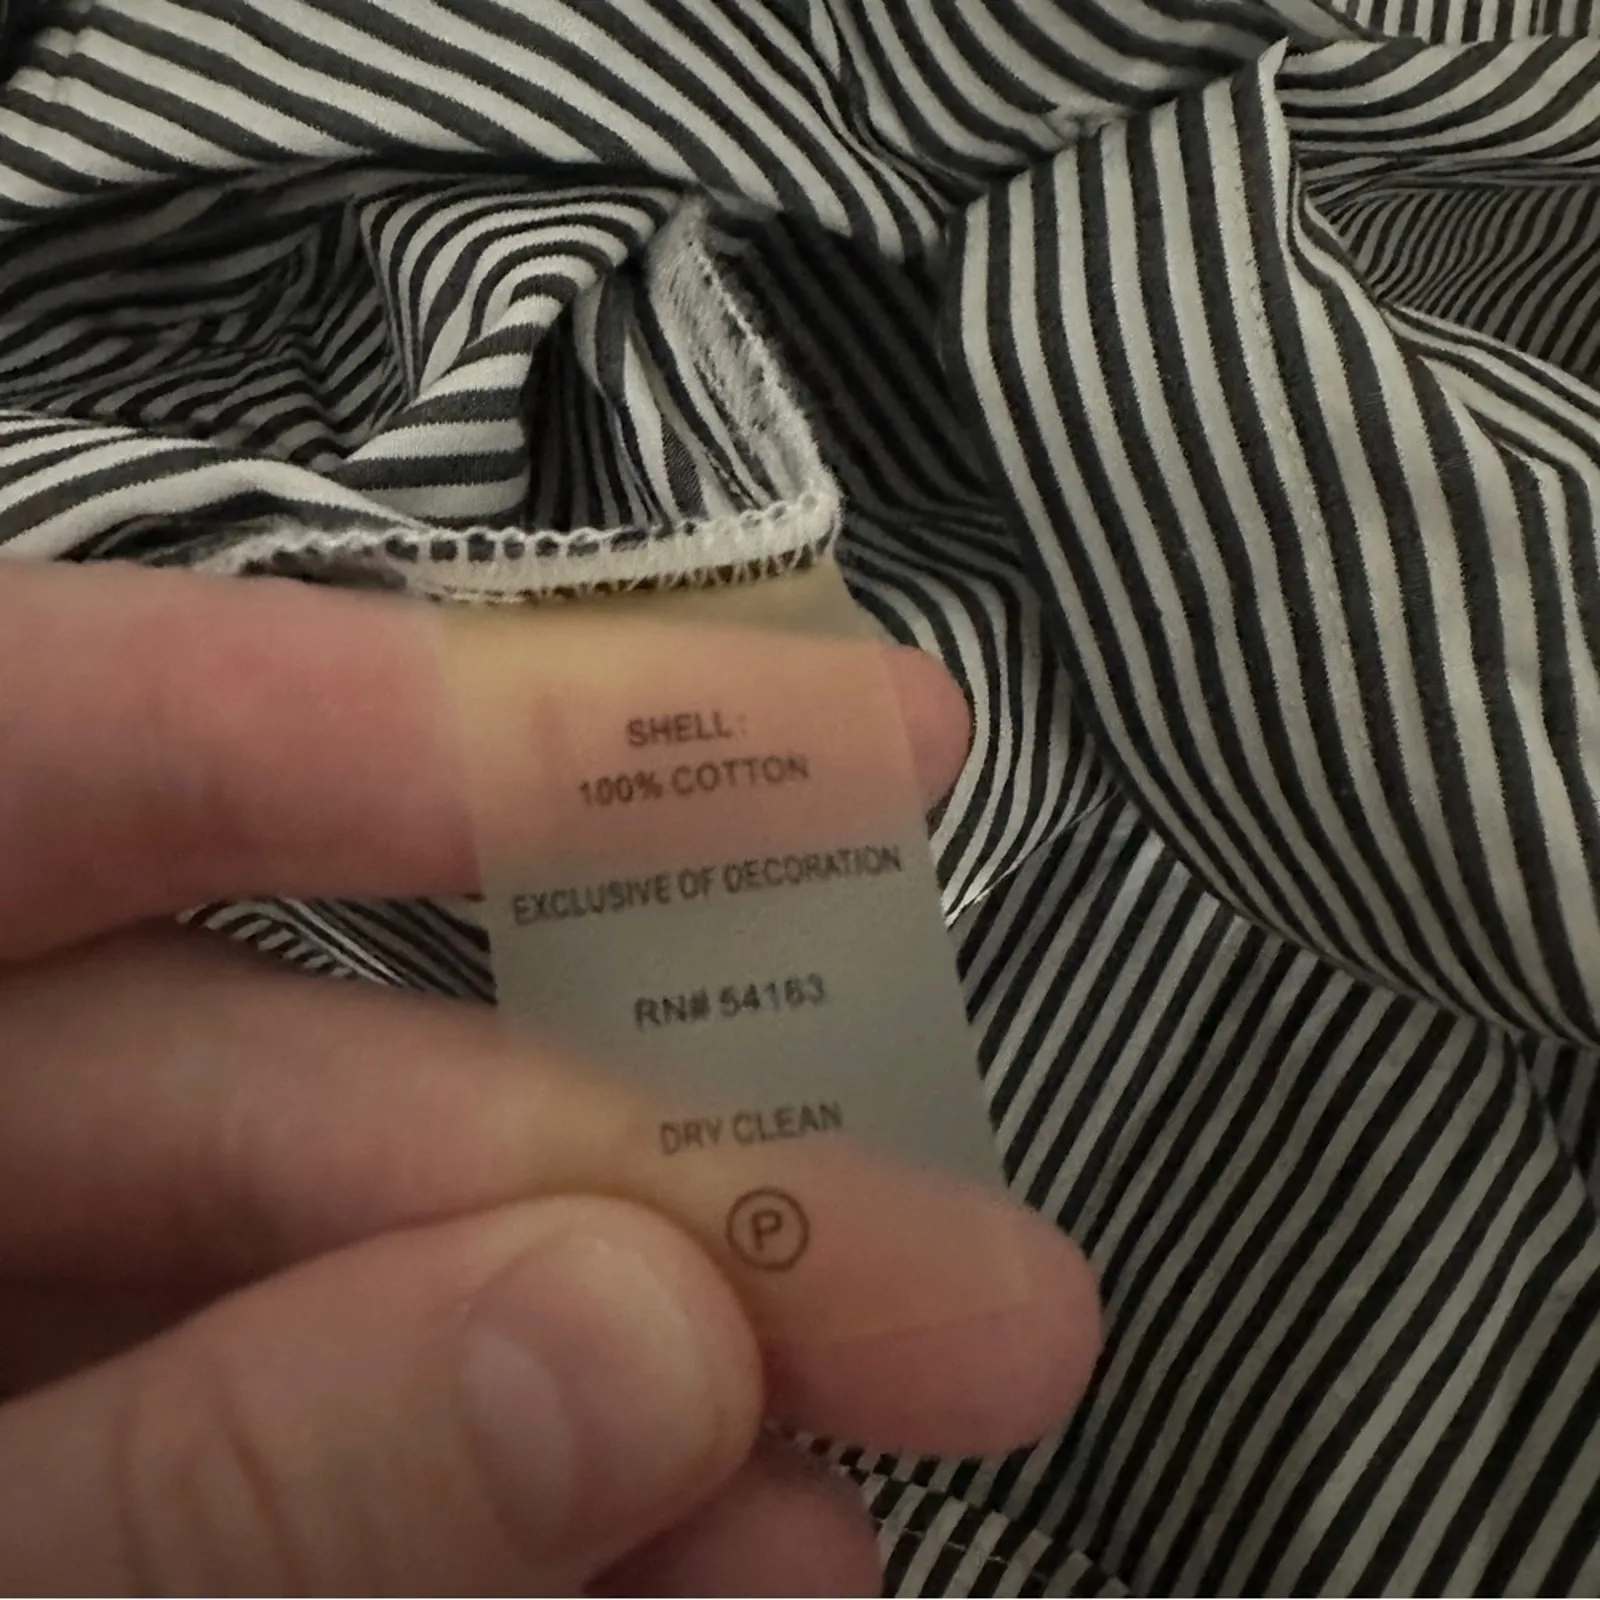 SHELL:
100% COTTON
EXCLUSIVE OF DECORATION
RN# 54163
DRY CLEAN
P